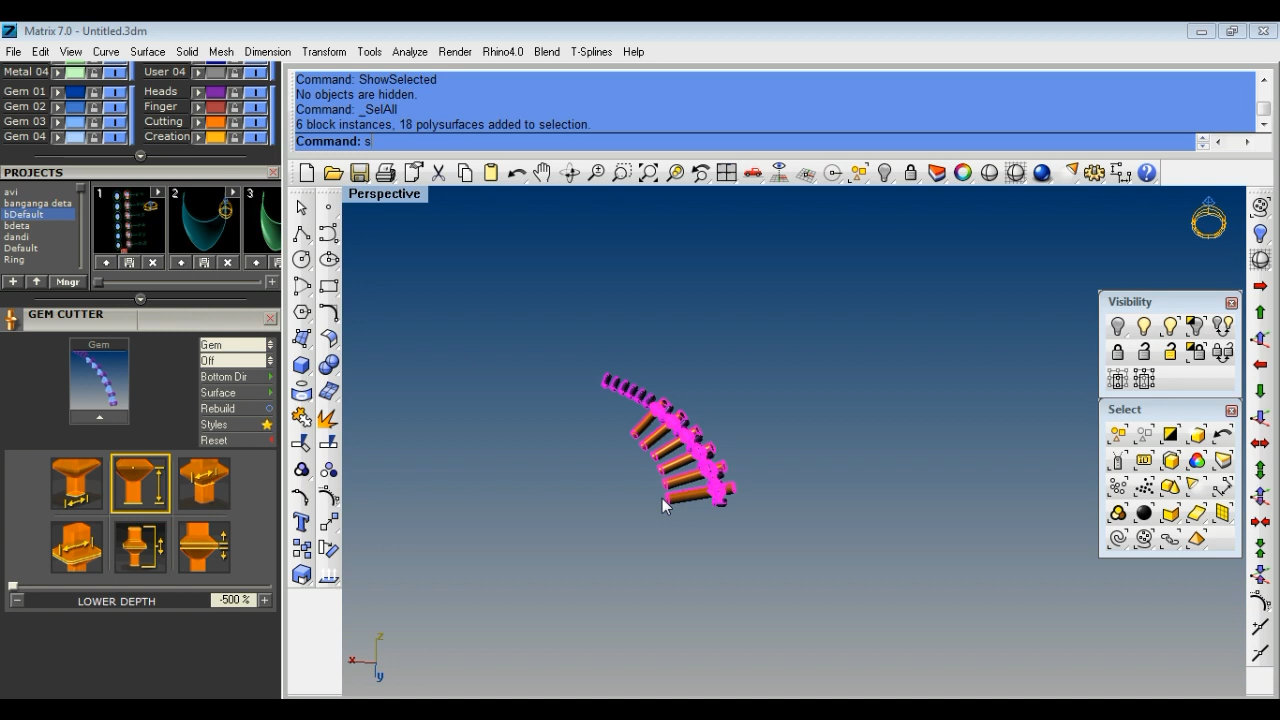 Matrix 7.0 - Untitled.3dm
File Edit View Curve Surface Solid Mesh Dimension Transform Tools Analyze Render Rhino4.0 Blend T-Splines Help
Metal 04 User 04
Gem 01 Heads
Gem 02 Finger
Gem 03 Cutting
Gem 04 Creation
Command: ShowSelected
No objects are hidden.
Command: _SelAll
6 block instances, 18 polysurfaces added to selection.
Command: s
PROJECTS
avi
banganga deta
bDefault
bdeta
dandi
Default
Ring
1 2 3
Mngr
GEM CUTTER
Gem
Gem
Off
Bottom Dir
Surface
Rebuild
Styles
Reset
LOWER DEPTH -500 %
Perspective
Visibility
Select
z
x
y